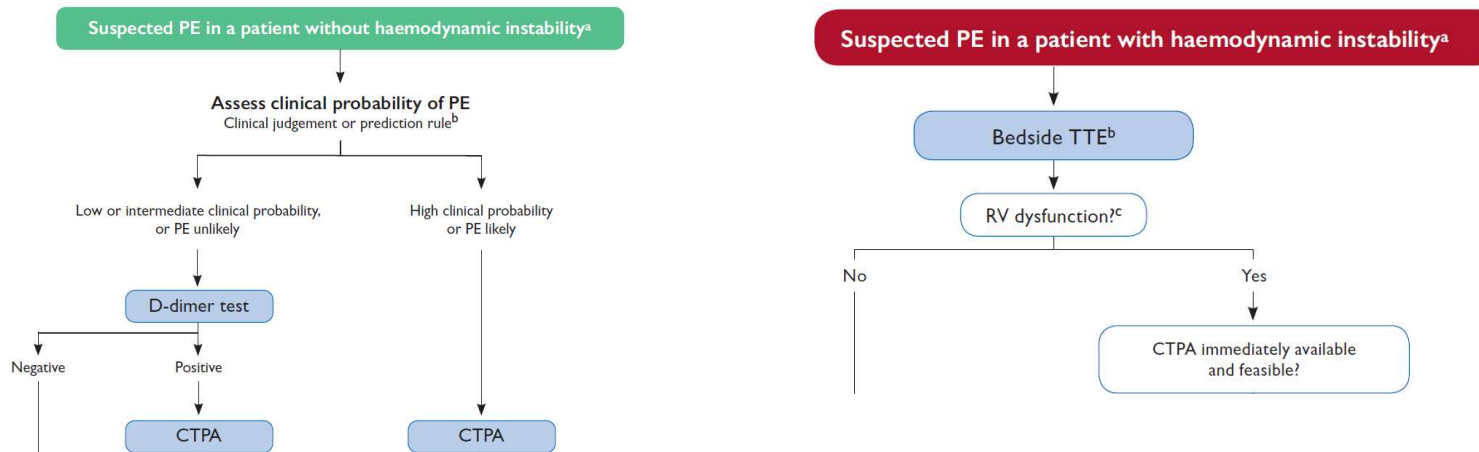 Suspected PE in a patient without haemodynamic instabilityᵃ
Assess clinical probability of PE
Clinical judgement or prediction ruleᵇ
Low or intermediate clinical probability,
or PE unlikely
High clinical probability
or PE likely
D-dimer test
Negative
Positive
CTPA
CTPA
Suspected PE in a patient with haemodynamic instabilityᵃ
Bedside TTEᵇ
RV dysfunction?ᶜ
No
Yes
CTPA immediately available
and feasible?